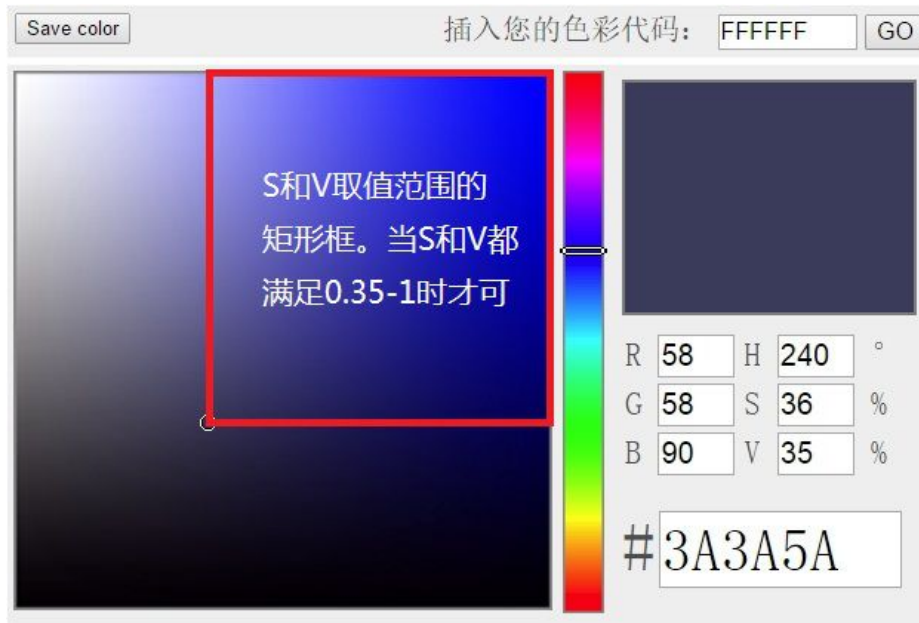 Save color
插入您的色彩代码： FFFFFF GO
S和V取值范围的
矩形框。当S和V都
满足0.35-1时才可
R 58 H 240 °
G 58 S 36 %
B 90 V 35 %
#3A3A5A